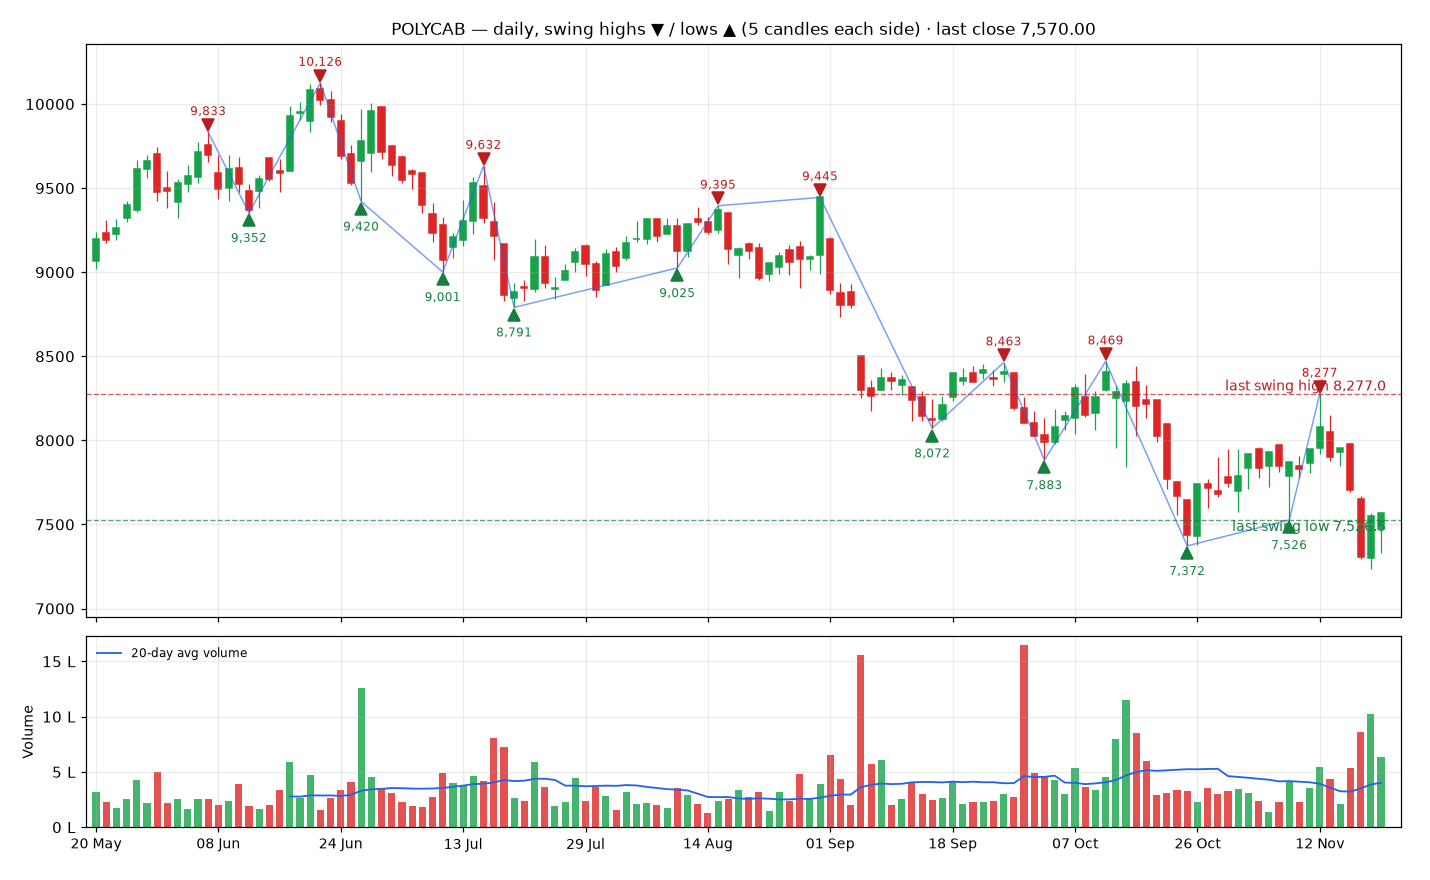 POLYCAB — daily, swing highs ▼ / lows ▲ (5 candles each side) · last close 7,570.00
10,126
10000
9,833
9,632
9500
9,445
9,395
9,420
9,352
9000
9,025
9,001
8,791
8500
8,469
8,463
8,277
last swing high 8,277.0
8000
8,072
7,883
7500
last swing low 7,526.0
7,526
7,372
7000
20-day avg volume
15 L
10 L
Volume
5 L
0 L
20 May 08 Jun 24 Jun 13 Jul 29 Jul 14 Aug 01 Sep 18 Sep 07 Oct 26 Oct 12 Nov